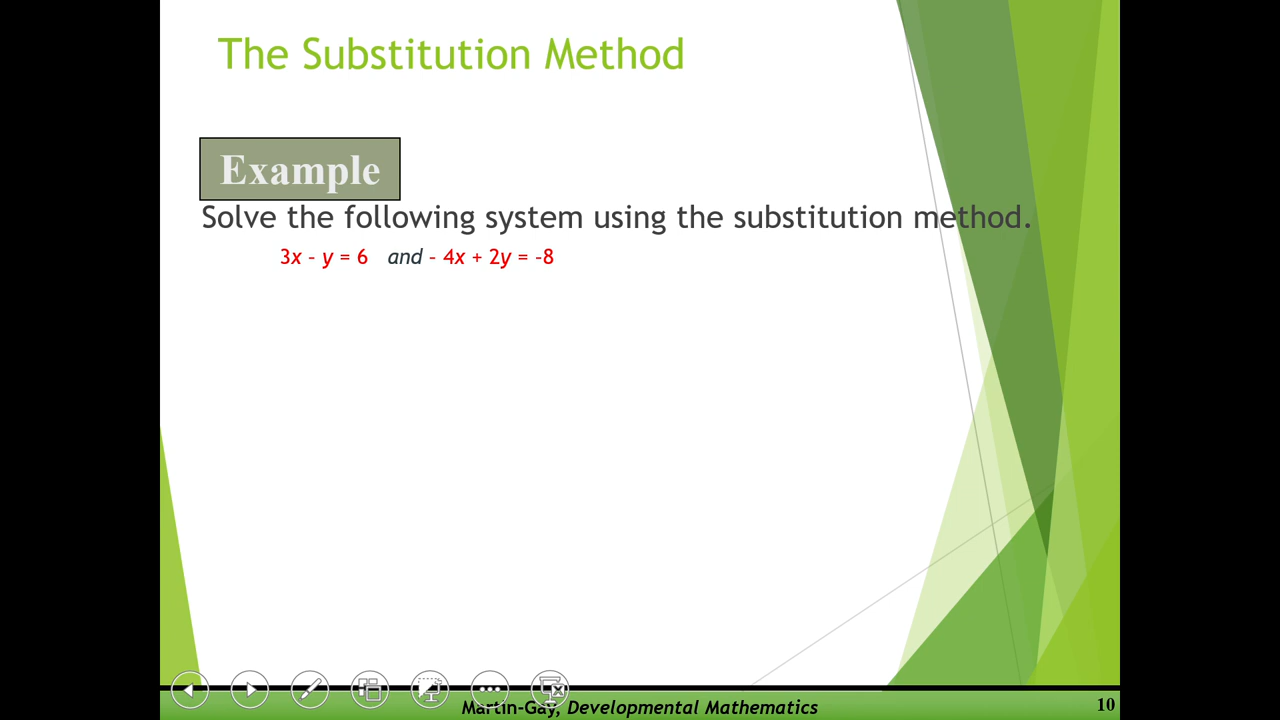 The Substitution Method
Example
Solve the following system using the substitution method.
3x – y = 6 and – 4x + 2y = -8
Martin-Gay, Developmental Mathematics
10